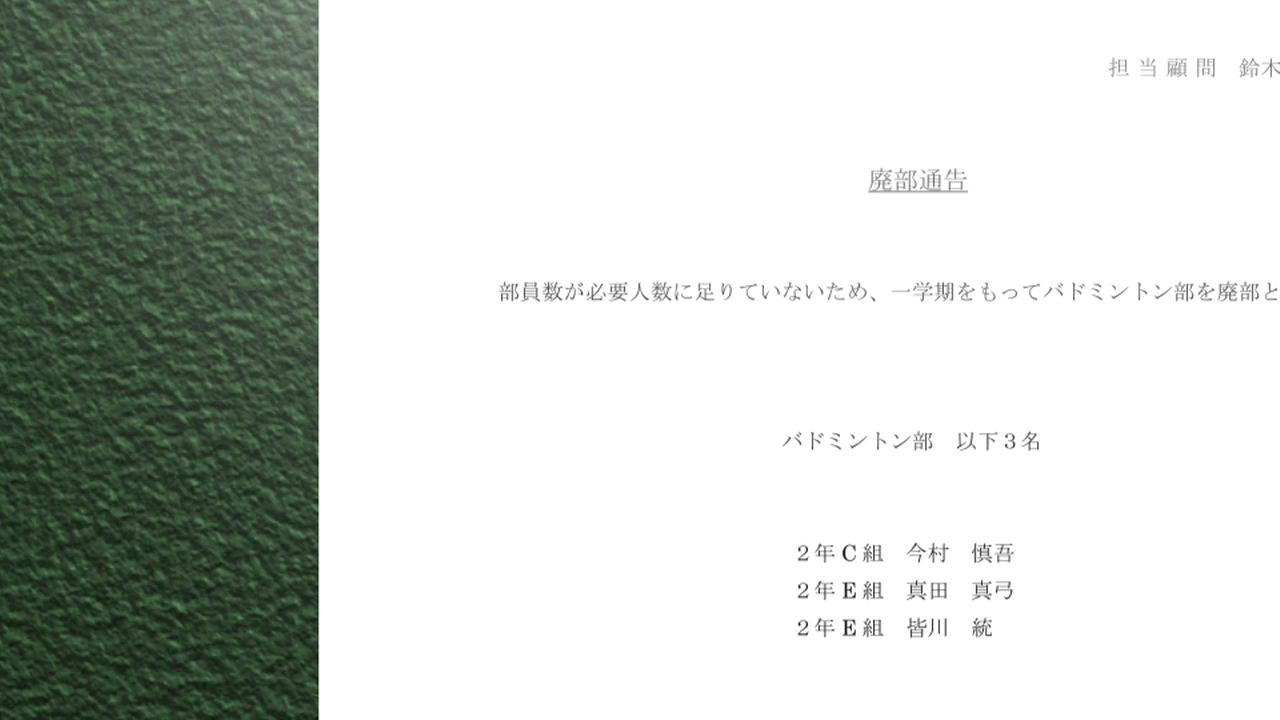 担当顧問　鈴木
廃部通告
部員数が必要人数に足りていないため、一学期をもってバドミントン部を廃部と
バドミントン部　以下３名
２年Ｃ組　今村　慎吾
２年Ｅ組　真田　真弓
２年Ｅ組　皆川　統